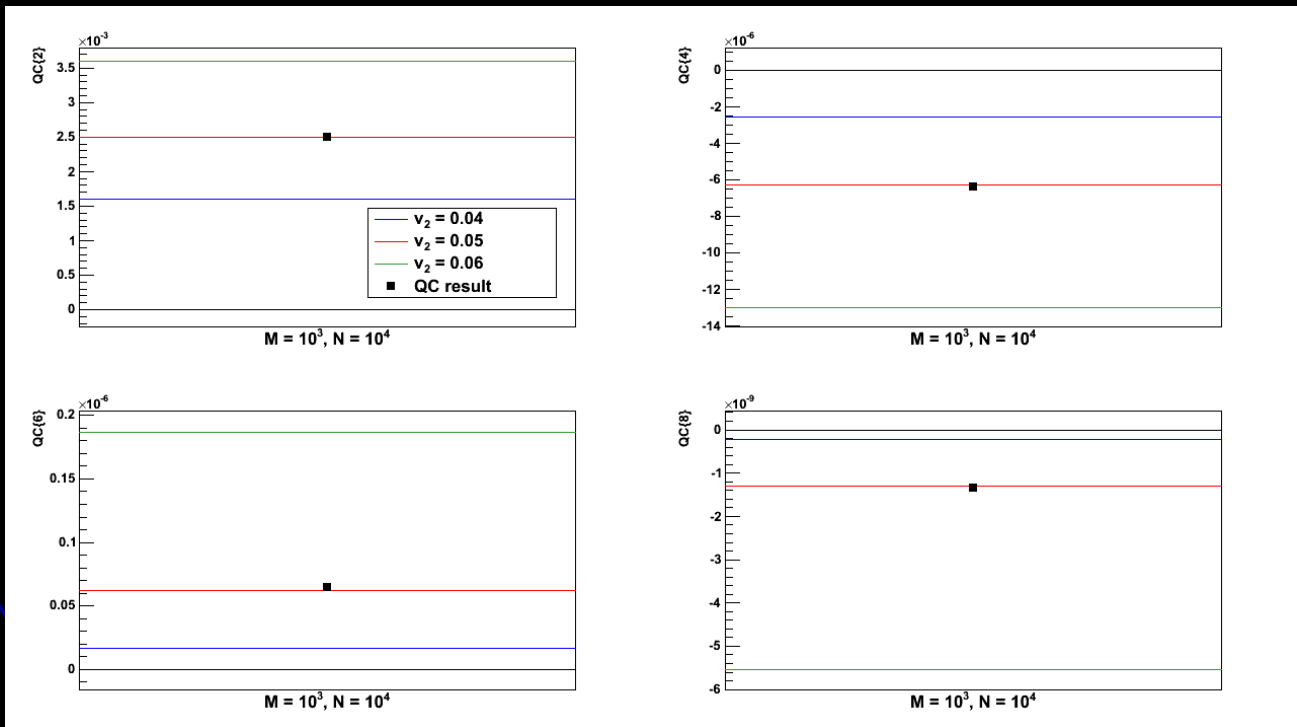 ×10⁻³
QC{2}
3.5
3
2.5
2
1.5
1
0.5
0
v₂ = 0.04
v₂ = 0.05
v₂ = 0.06
QC result
M = 10³, N = 10⁴
×10⁻⁶
QC{4}
0
-2
-4
-6
-8
-10
-12
-14
M = 10³, N = 10⁴
×10⁻⁶
QC{6}
0.2
0.15
0.1
0.05
0
M = 10³, N = 10⁴
×10⁻⁹
QC{8}
0
-1
-2
-3
-4
-5
-6
M = 10³, N = 10⁴